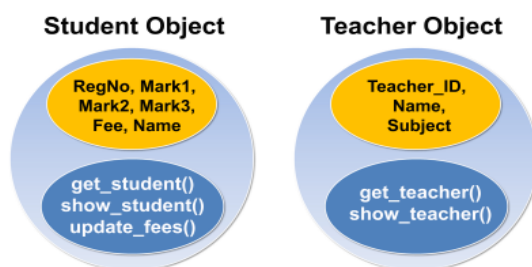 Student Object
RegNo, Mark1,
Mark2, Mark3,
Fee, Name
get_student()
show_student()
update_fees()
Teacher Object
Teacher_ID,
Name,
Subject
get_teacher()
show_teacher()